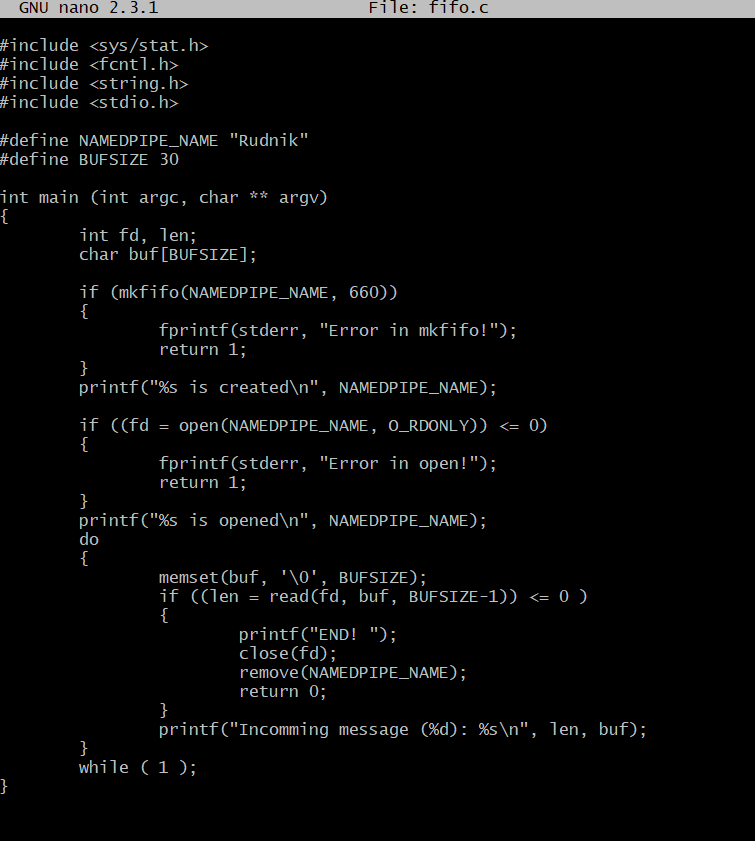 GNU nano 2.3.1 File: fifo.c
#include <sys/stat.h>
#include <fcntl.h>
#include <string.h>
#include <stdio.h>
#define NAMEDPIPE_NAME "Rudnik"
#define BUFSIZE 30
int main (int argc, char ** argv)
{
int fd, len;
char buf[BUFSIZE];
if (mkfifo(NAMEDPIPE_NAME, 660))
{
fprintf(stderr, "Error in mkfifo!");
return 1;
}
printf("%s is created\n", NAMEDPIPE_NAME);
if ((fd = open(NAMEDPIPE_NAME, O_RDONLY)) <= 0)
{
fprintf(stderr, "Error in open!");
return 1;
}
printf("%s is opened\n", NAMEDPIPE_NAME);
do
{
memset(buf, '\0', BUFSIZE);
if ((len = read(fd, buf, BUFSIZE-1)) <= 0 )
{
printf("END! ");
close(fd);
remove(NAMEDPIPE_NAME);
return 0;
}
printf("Incomming message (%d): %s\n", len, buf);
}
while ( 1 );
}